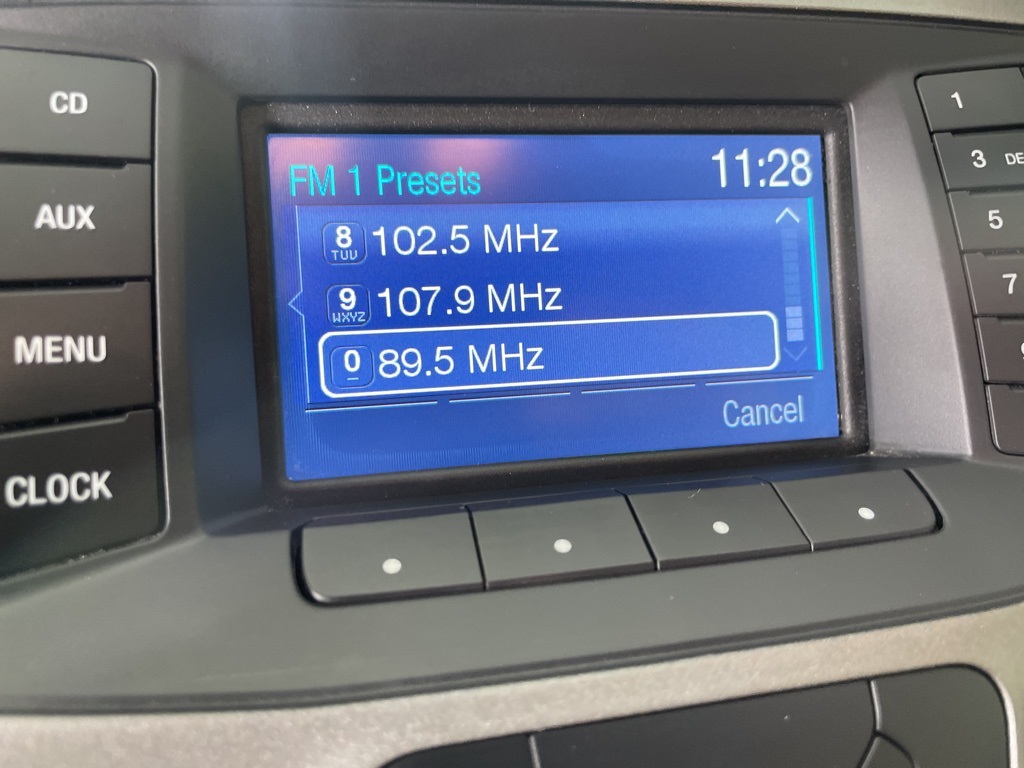 CD
AUX
MENU
CLOCK
FM 1 Presets
11:28
8 TUV 102.5 MHz
9 WXYZ 107.9 MHz
0 89.5 MHz
Cancel
1
3 DE
5
7